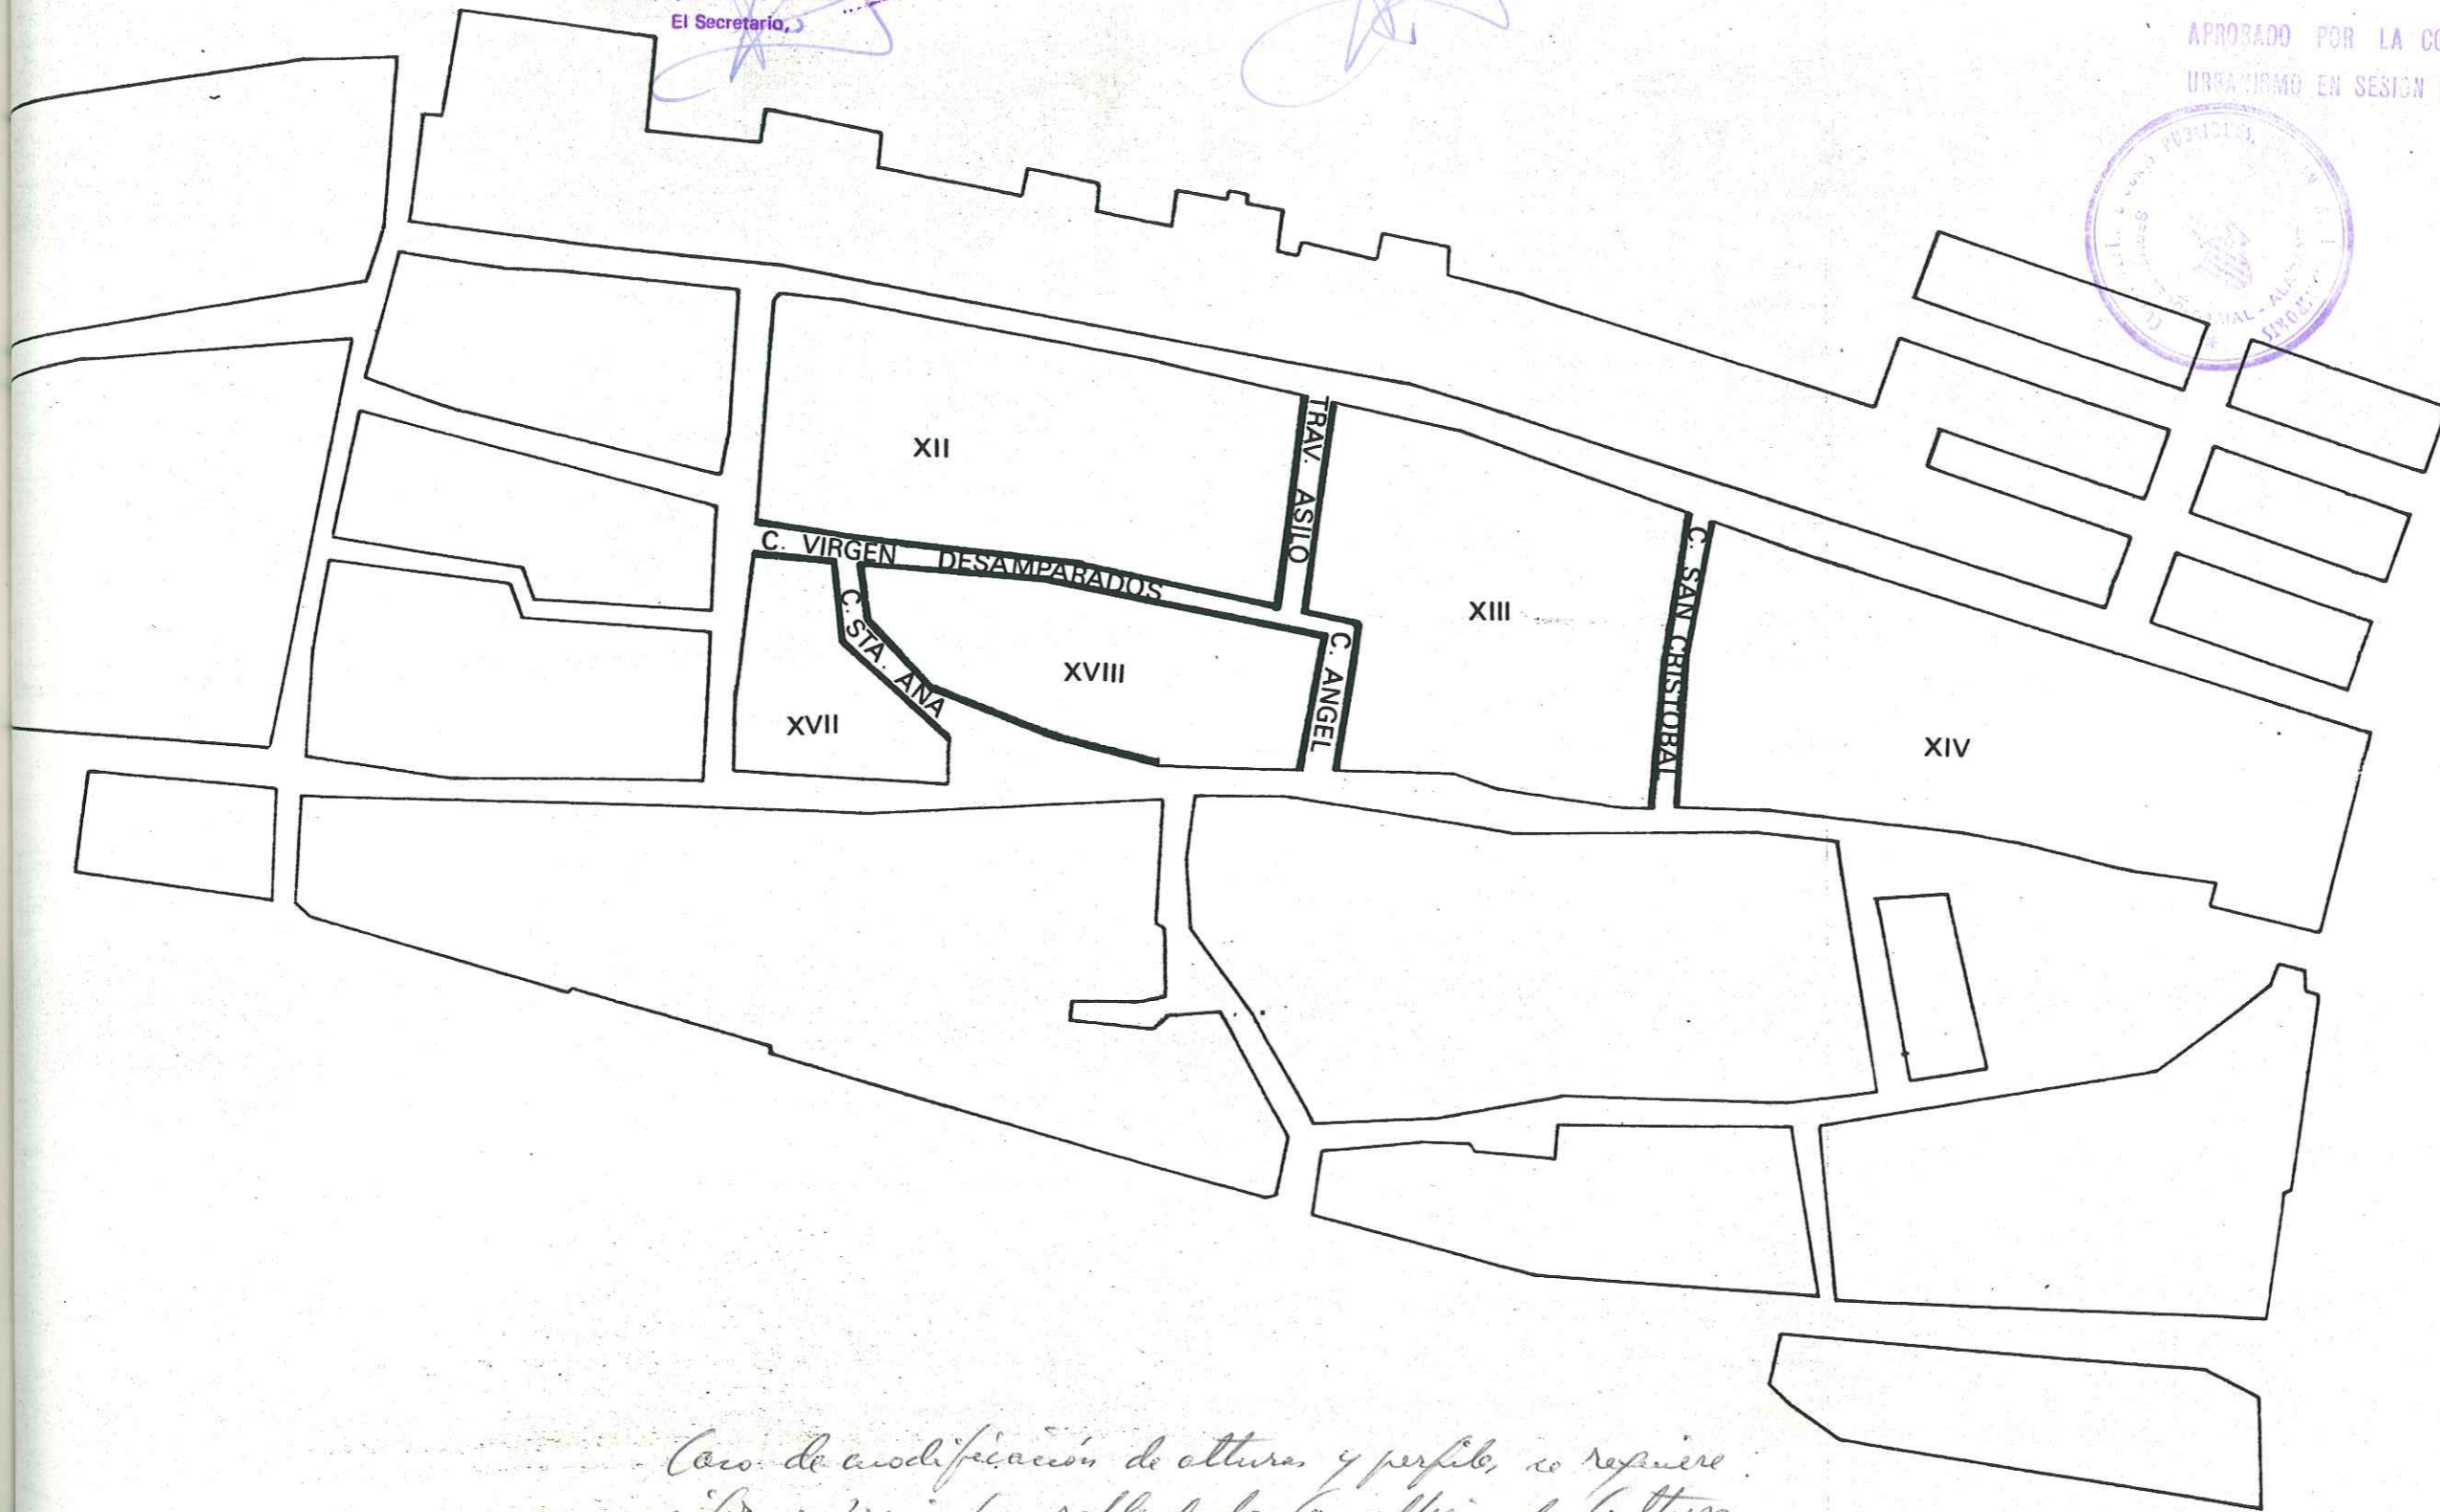 El Secretario,
APROBADO POR LA CO
URBANISMO EN SESION
XII
TRAV. ASILO
C. VIRGEN DESAMPARADOS
C. SAN CRISTOBAL
XIII
C. STA. ANA
XVIII
C. ANGEL
XVII
XIV
Caso de modificación de alturas y perfiles se requiere: